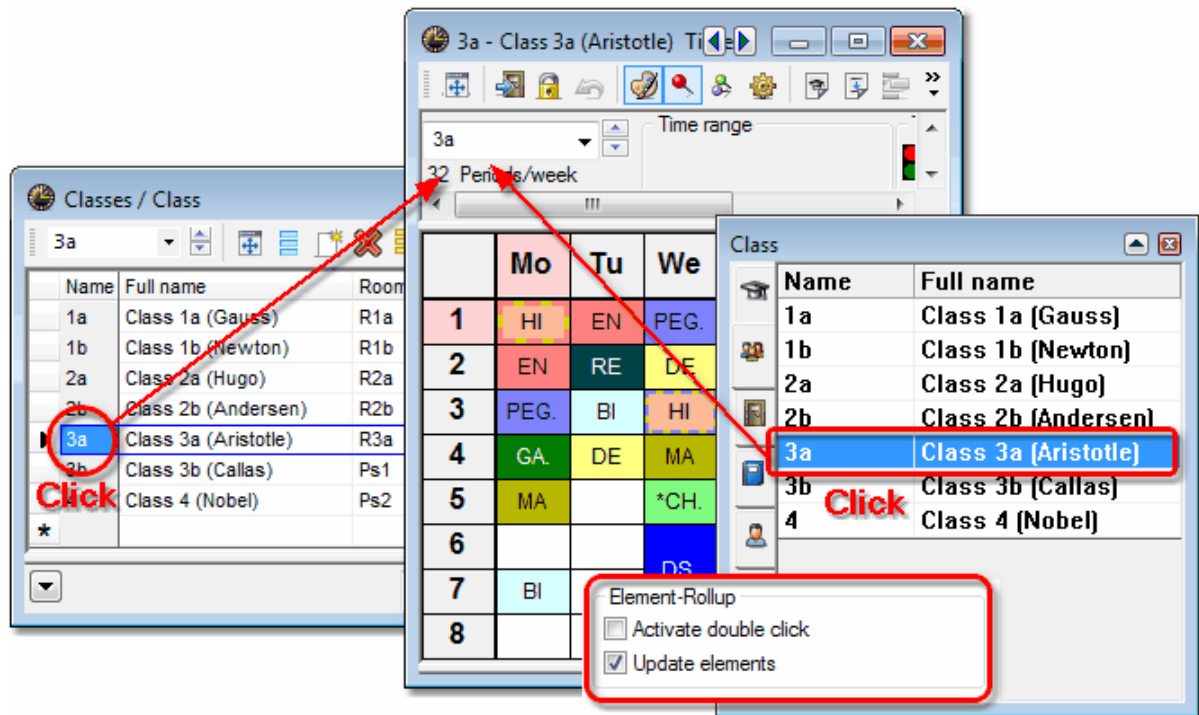 3a - Class 3a (Aristotle)
3a
Time range
32 Periods/week
Mo Tu We
1 HI EN PEG.
2 EN RE DE
3 PEG. BI HI
4 GA. DE MA
5 MA *CH.
6
DS
7 BI
8
Classes / Class
3a
Name Full name
1a Class 1a (Gauss) R1a
1b Class 1b (Newton) R1b
2a Class 2a (Hugo) R2a
2b Class 2b (Andersen) R2b
3a Class 3a (Aristotle) R3a
3b Class 3b (Callas) Ps1
Class 4 (Nobel) Ps2
*
Click
Class
Name Full name
1a Class 1a (Gauss)
1b Class 1b (Newton)
2a Class 2a (Hugo)
2b Class 2b (Andersen)
3a Class 3a (Aristotle)
3b Class 3b (Callas)
4 Class 4 (Nobel)
Click
Element-Rollup
Activate double click
Update elements